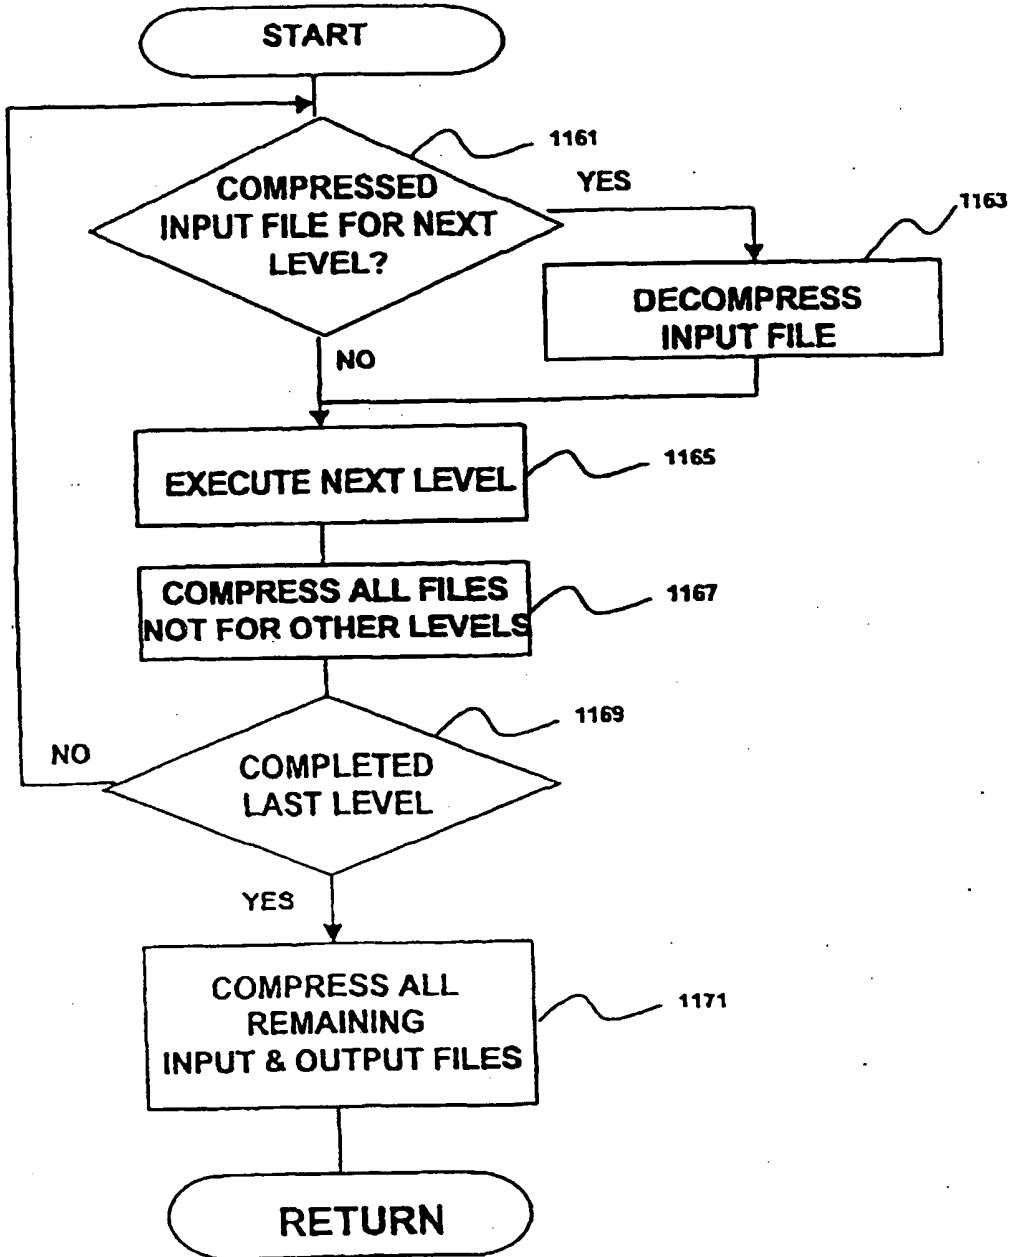 START
1161
COMPRESSED
INPUT FILE FOR NEXT
LEVEL?
YES
1163
DECOMPRESS
INPUT FILE
NO
EXECUTE NEXT LEVEL
1165
COMPRESS ALL FILES
NOT FOR OTHER LEVELS
1167
1169
NO
COMPLETED
LAST LEVEL
YES
COMPRESS ALL
REMAINING
INPUT & OUTPUT FILES
1171
RETURN